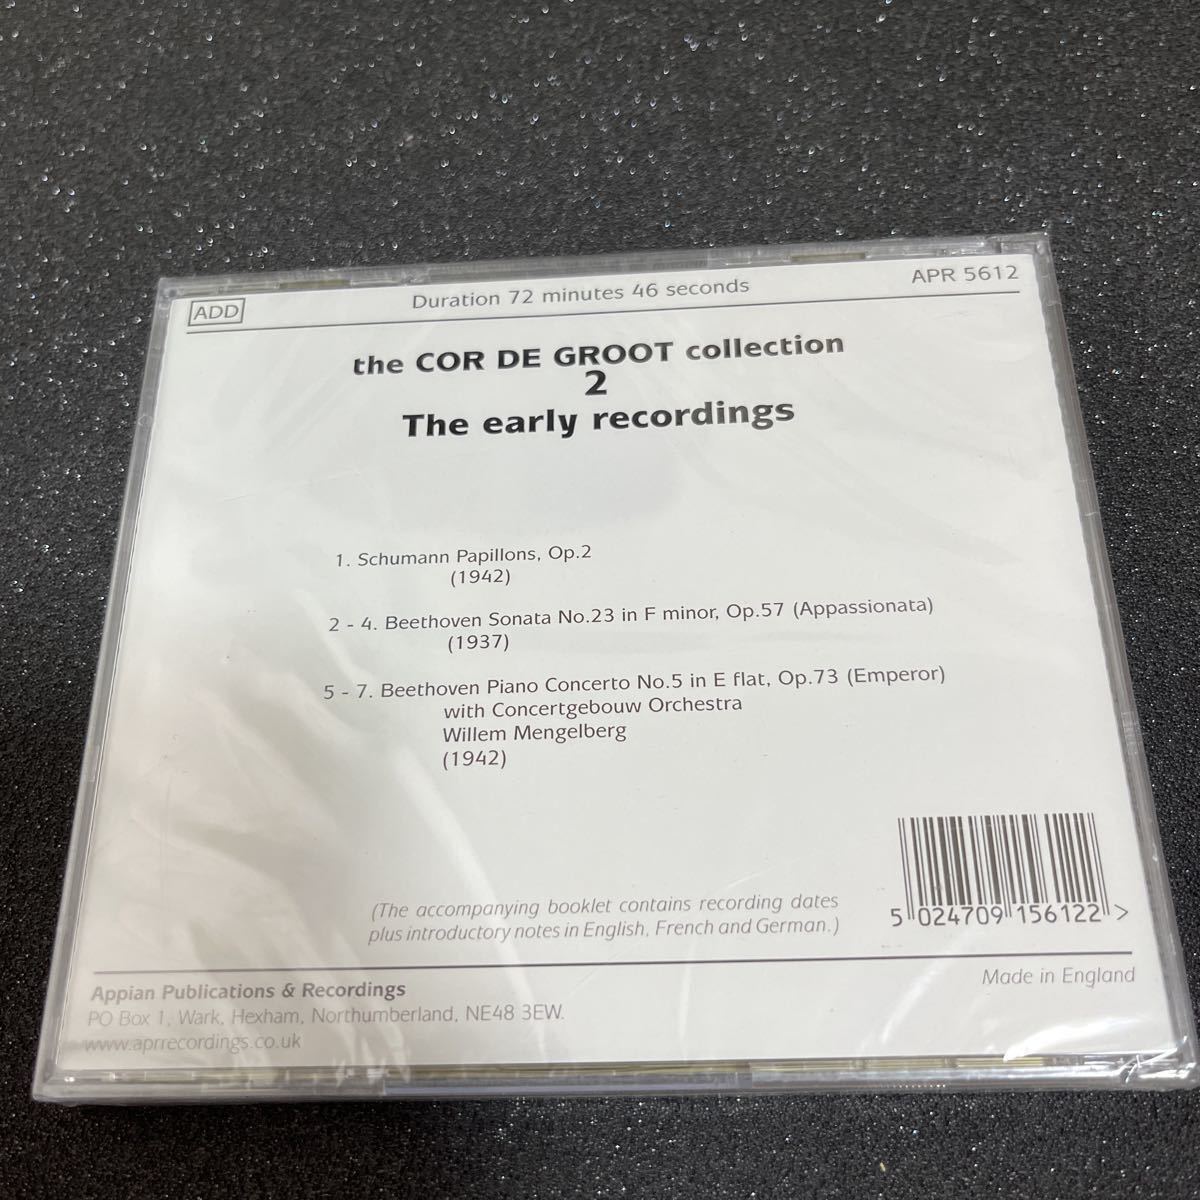 ADD
Duration 72 minutes 46 seconds
APR 5612
the COR DE GROOT collection
2
The early recordings
1. Schumann Papillons, Op.2
(1942)
2 - 4. Beethoven Sonata No.23 in F minor, Op.57 (Appassionata)
(1937)
5 - 7. Beethoven Piano Concerto No.5 in E flat, Op.73 (Emperor)
with Concertgebouw Orchestra
Willem Mengelberg
(1942)
(The accompanying booklet contains recording dates
plus introductory notes in English, French and German.)
5 024709 156122 >
Made in England
Appian Publications & Recordings
PO Box 1, Wark, Hexham, Northumberland, NE48 3EW.
www.aprrecordings.co.uk